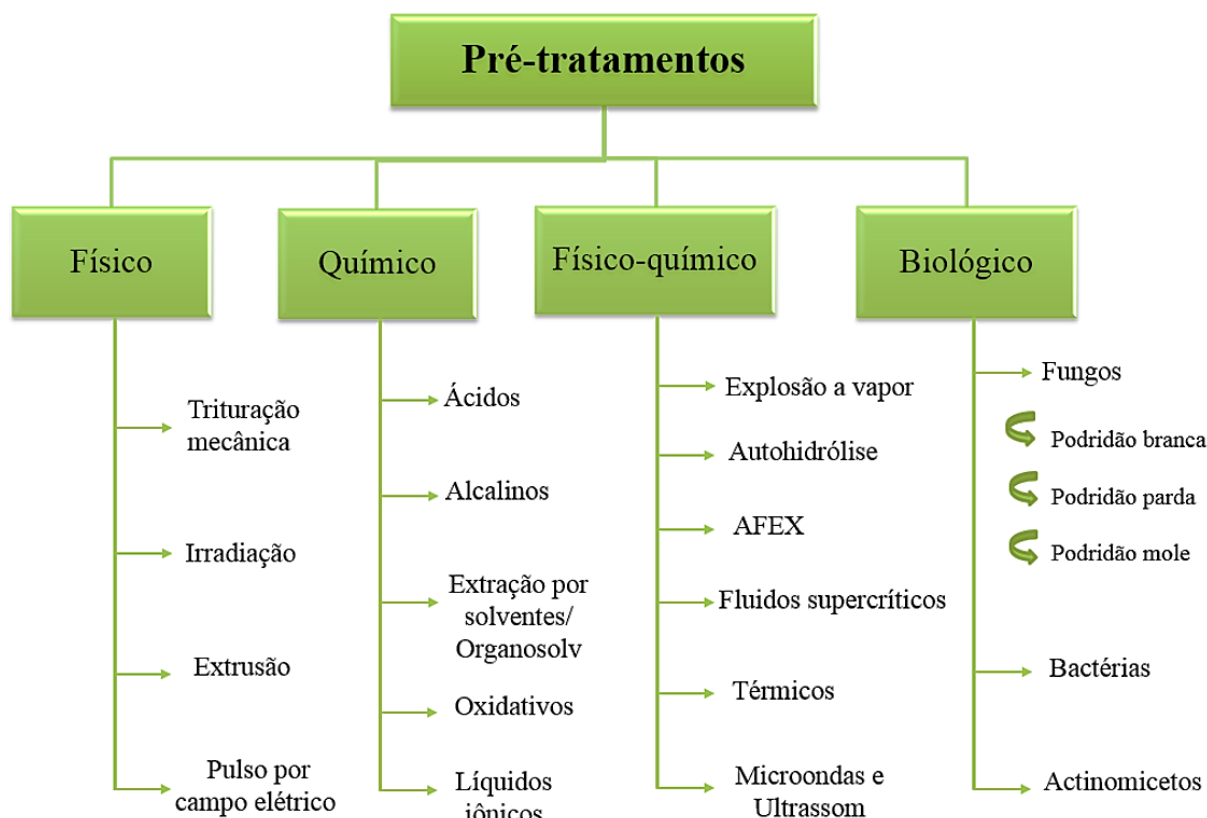 Pré-tratamentos
Físico
Químico
Físico-químico
Biológico
Trituração
mecânica
Irradiação
Extrusão
Pulso por
campo elétrico
Ácidos
Alcalinos
Extração por
solventes/
Organosolv
Oxidativos
Líquidos
iônicos
Explosão a vapor
Autohidrólise
AFEX
Fluidos supercríticos
Térmicos
Microondas e
Ultrassom
Fungos
Podridão branca
Podridão parda
Podridão mole
Bactérias
Actinomicetos